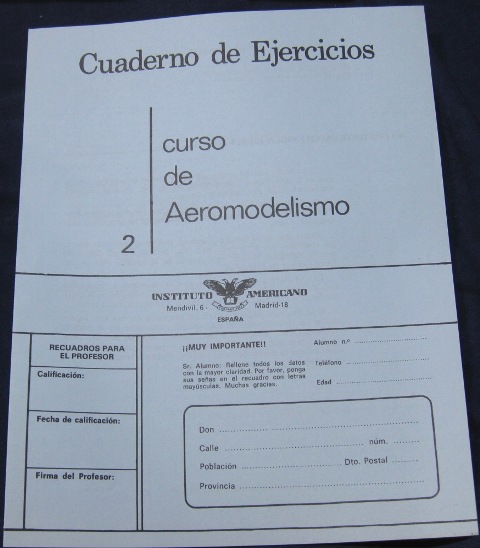 Cuaderno de Ejercicios
curso
de
Aeromodelismo
2
INSTITUTO AMERICANO
Mendivil, 6 - Madrid-18
ESPAÑA
RECUADROS PARA
EL PROFESOR
Calificación:
Fecha de calificación:
Firma del Profesor:
¡¡MUY IMPORTANTE!!
Sr. Alumno: Rellene todos los datos
con la mayor claridad. Por favor, ponga
sus señas en el recuadro con letras
mayúsculas. Muchas gracias.
Alumno n.º
Teléfono
Edad
Don
Calle núm.
Población Dto. Postal
Provincia